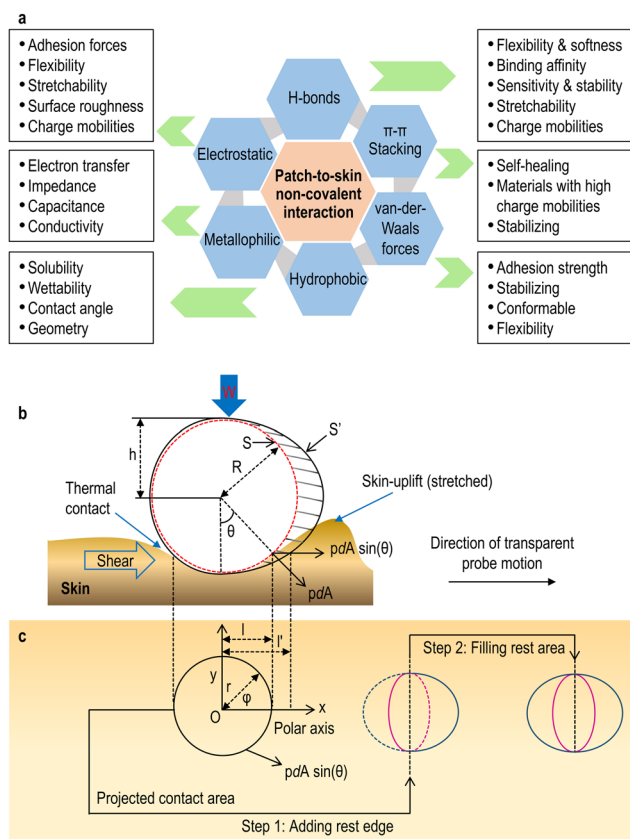 a
• Adhesion forces
• Flexibility
• Stretchability
• Surface roughness
• Charge mobilities
• Electron transfer
• Impedance
• Capacitance
• Conductivity
• Solubility
• Wettability
• Contact angle
• Geometry
H-bonds
π-π
Stacking
Electrostatic
Patch-to-skin
non-covalent
interaction
van-der-
Waals
forces
Metallophilic
Hydrophobic
• Flexibility & softness
• Binding affinity
• Sensitivity & stability
• Stretchability
• Charge mobilities
• Self-healing
• Materials with high
charge mobilities
• Stabilizing
• Adhesion strength
• Stabilizing
• Conformable
• Flexibility
b
W
h
S
S'
R
θ
Thermal
contact
Skin-uplift (stretched)
Shear
Skin
pdA sin(θ)
pdA
Direction of transparent
probe motion
c
l
l'
y
r
φ
O
x
Polar axis
pdA sin(θ)
Projected contact area
Step 1: Adding rest edge
Step 2: Filling rest area